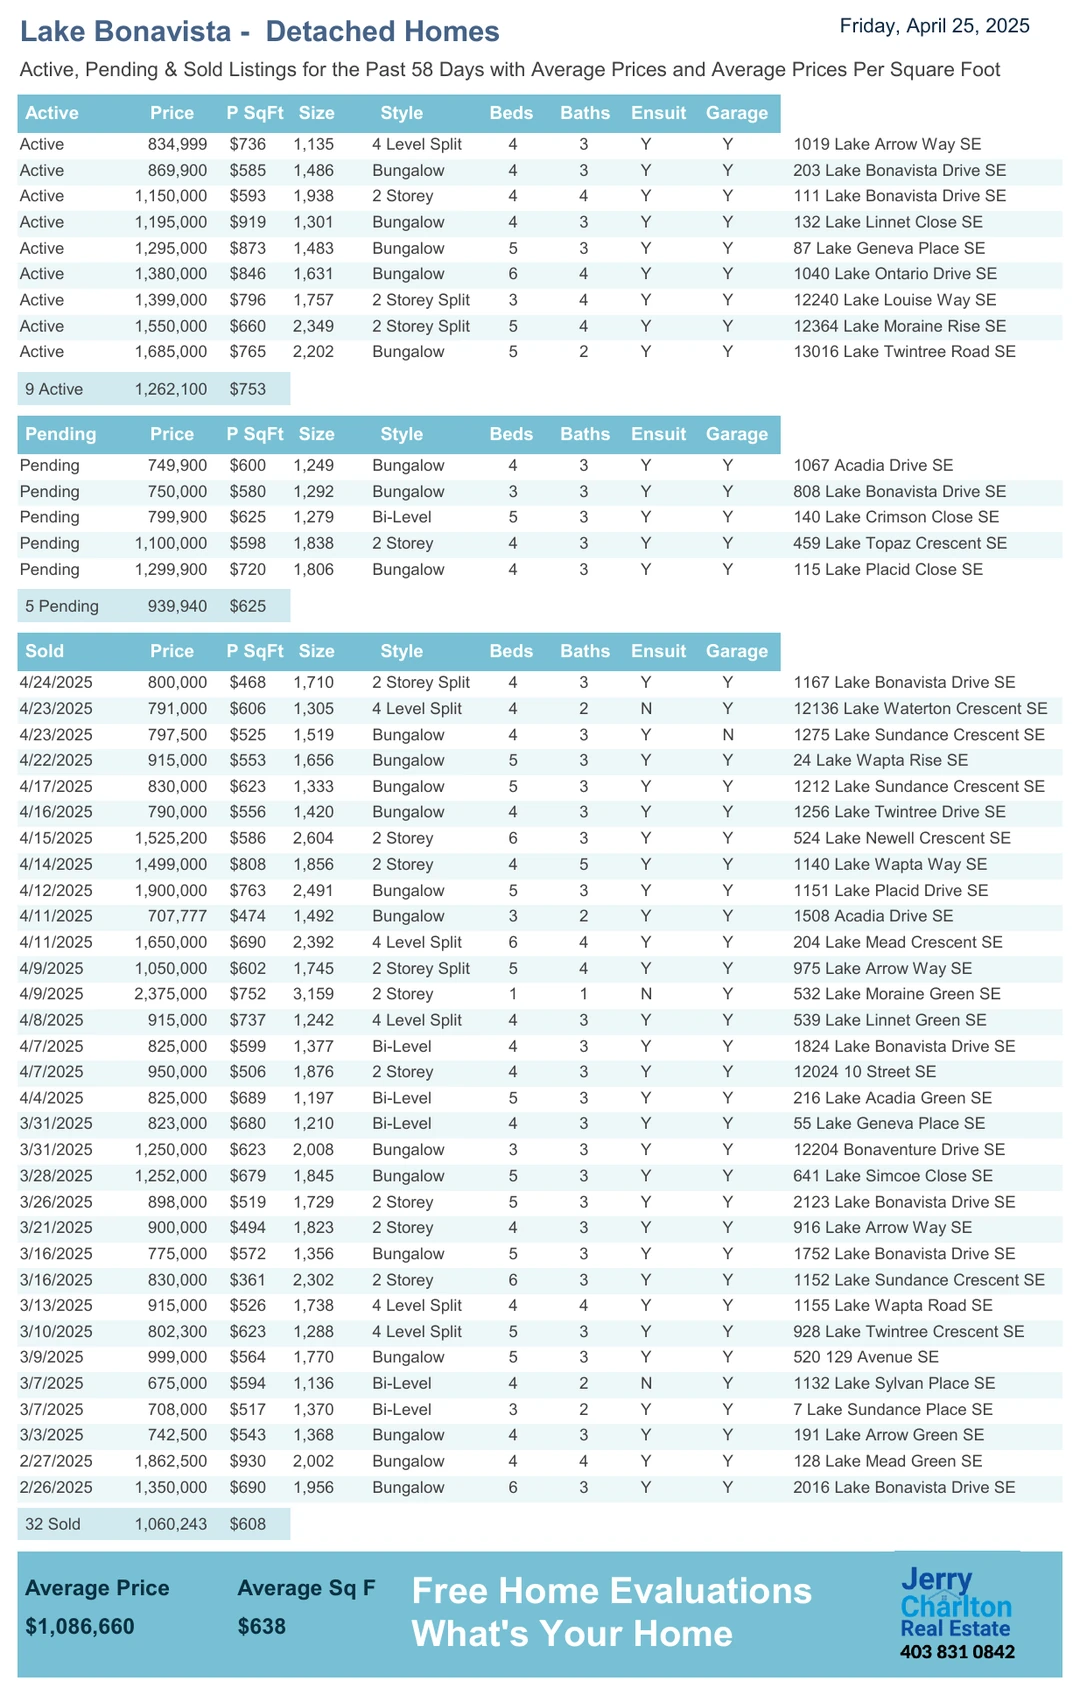 Lake Bonavista - Detached Homes
Friday, April 25, 2025
Active, Pending & Sold Listings for the Past 58 Days with Average Prices and Average Prices Per Square Foot
Active Price P SqFt Size Style Beds Baths Ensuit Garage
Active 834,999 $736 1,135 4 Level Split 4 3 Y Y 1019 Lake Arrow Way SE
Active 869,900 $585 1,486 Bungalow 4 3 Y Y 203 Lake Bonavista Drive SE
Active 1,150,000 $593 1,938 2 Storey 4 4 Y Y 111 Lake Bonavista Drive SE
Active 1,195,000 $919 1,301 Bungalow 4 3 Y Y 132 Lake Linnet Close SE
Active 1,295,000 $873 1,483 Bungalow 5 3 Y Y 87 Lake Geneva Place SE
Active 1,380,000 $846 1,631 Bungalow 6 4 Y Y 1040 Lake Ontario Drive SE
Active 1,399,000 $796 1,757 2 Storey Split 3 4 Y Y 12240 Lake Louise Way SE
Active 1,550,000 $660 2,349 2 Storey Split 5 4 Y Y 12364 Lake Moraine Rise SE
Active 1,685,000 $765 2,202 Bungalow 5 2 Y Y 13016 Lake Twintree Road SE
9 Active 1,262,100 $753
Pending Price P SqFt Size Style Beds Baths Ensuit Garage
Pending 749,900 $600 1,249 Bungalow 4 3 Y Y 1067 Acadia Drive SE
Pending 750,000 $580 1,292 Bungalow 3 3 Y Y 808 Lake Bonavista Drive SE
Pending 799,900 $625 1,279 Bi-Level 5 3 Y Y 140 Lake Crimson Close SE
Pending 1,100,000 $598 1,838 2 Storey 4 3 Y Y 459 Lake Topaz Crescent SE
Pending 1,299,900 $720 1,806 Bungalow 4 3 Y Y 115 Lake Placid Close SE
5 Pending 939,940 $625
Sold Price P SqFt Size Style Beds Baths Ensuit Garage
4/24/2025 800,000 $468 1,710 2 Storey Split 4 3 Y Y 1167 Lake Bonavista Drive SE
4/23/2025 791,000 $606 1,305 4 Level Split 4 2 N Y 12136 Lake Waterton Crescent SE
4/23/2025 797,500 $525 1,519 Bungalow 4 3 Y N 1275 Lake Sundance Crescent SE
4/22/2025 915,000 $553 1,656 Bungalow 5 3 Y Y 24 Lake Wapta Rise SE
4/17/2025 830,000 $623 1,333 Bungalow 5 3 Y Y 1212 Lake Sundance Crescent SE
4/16/2025 790,000 $556 1,420 Bungalow 4 3 Y Y 1256 Lake Twintree Drive SE
4/15/2025 1,525,200 $586 2,604 2 Storey 6 3 Y Y 524 Lake Newell Crescent SE
4/14/2025 1,499,000 $808 1,856 2 Storey 4 5 Y Y 1140 Lake Wapta Way SE
4/12/2025 1,900,000 $763 2,491 Bungalow 5 3 Y Y 1151 Lake Placid Drive SE
4/11/2025 707,777 $474 1,492 Bungalow 3 2 Y Y 1508 Acadia Drive SE
4/11/2025 1,650,000 $690 2,392 4 Level Split 6 4 Y Y 204 Lake Mead Crescent SE
4/9/2025 1,050,000 $602 1,745 2 Storey Split 5 4 Y Y 975 Lake Arrow Way SE
4/9/2025 2,375,000 $752 3,159 2 Storey 1 1 N Y 532 Lake Moraine Green SE
4/8/2025 915,000 $737 1,242 4 Level Split 4 3 Y Y 539 Lake Linnet Green SE
4/7/2025 825,000 $599 1,377 Bi-Level 4 3 Y Y 1824 Lake Bonavista Drive SE
4/7/2025 950,000 $506 1,876 2 Storey 4 3 Y Y 12024 10 Street SE
4/4/2025 825,000 $689 1,197 Bi-Level 5 3 Y Y 216 Lake Acadia Green SE
3/31/2025 823,000 $680 1,210 Bi-Level 4 3 Y Y 55 Lake Geneva Place SE
3/31/2025 1,250,000 $623 2,008 Bungalow 3 3 Y Y 12204 Bonaventure Drive SE
3/28/2025 1,252,000 $679 1,845 Bungalow 5 3 Y Y 641 Lake Simcoe Close SE
3/26/2025 898,000 $519 1,729 2 Storey 5 3 Y Y 2123 Lake Bonavista Drive SE
3/21/2025 900,000 $494 1,823 2 Storey 4 3 Y Y 916 Lake Arrow Way SE
3/16/2025 775,000 $572 1,356 Bungalow 5 3 Y Y 1752 Lake Bonavista Drive SE
3/16/2025 830,000 $361 2,302 2 Storey 6 3 Y Y 1152 Lake Sundance Crescent SE
3/13/2025 915,000 $526 1,738 4 Level Split 4 4 Y Y 1155 Lake Wapta Road SE
3/10/2025 802,300 $623 1,288 4 Level Split 5 3 Y Y 928 Lake Twintree Crescent SE
3/9/2025 999,000 $564 1,770 Bungalow 5 3 Y Y 520 129 Avenue SE
3/7/2025 675,000 $594 1,136 Bi-Level 4 2 N Y 1132 Lake Sylvan Place SE
3/7/2025 708,000 $517 1,370 Bi-Level 3 2 Y Y 7 Lake Sundance Place SE
3/3/2025 742,500 $543 1,368 Bungalow 4 3 Y Y 191 Lake Arrow Green SE
2/27/2025 1,862,500 $930 2,002 Bungalow 4 4 Y Y 128 Lake Mead Green SE
2/26/2025 1,350,000 $690 1,956 Bungalow 6 3 Y Y 2016 Lake Bonavista Drive SE
32 Sold 1,060,243 $608
Average Price Average Sq F
$1,086,660 $638
Free Home Evaluations
What's Your Home
Jerry
Charlton
Real Estate
403 831 0842